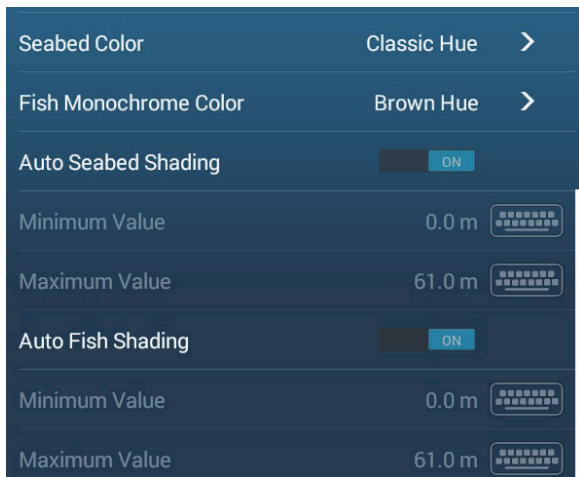 Seabed Color Classic Hue >
Fish Monochrome Color Brown Hue >
Auto Seabed Shading ON
Minimum Value 0.0 m
Maximum Value 61.0 m
Auto Fish Shading ON
Minimum Value 0.0 m
Maximum Value 61.0 m